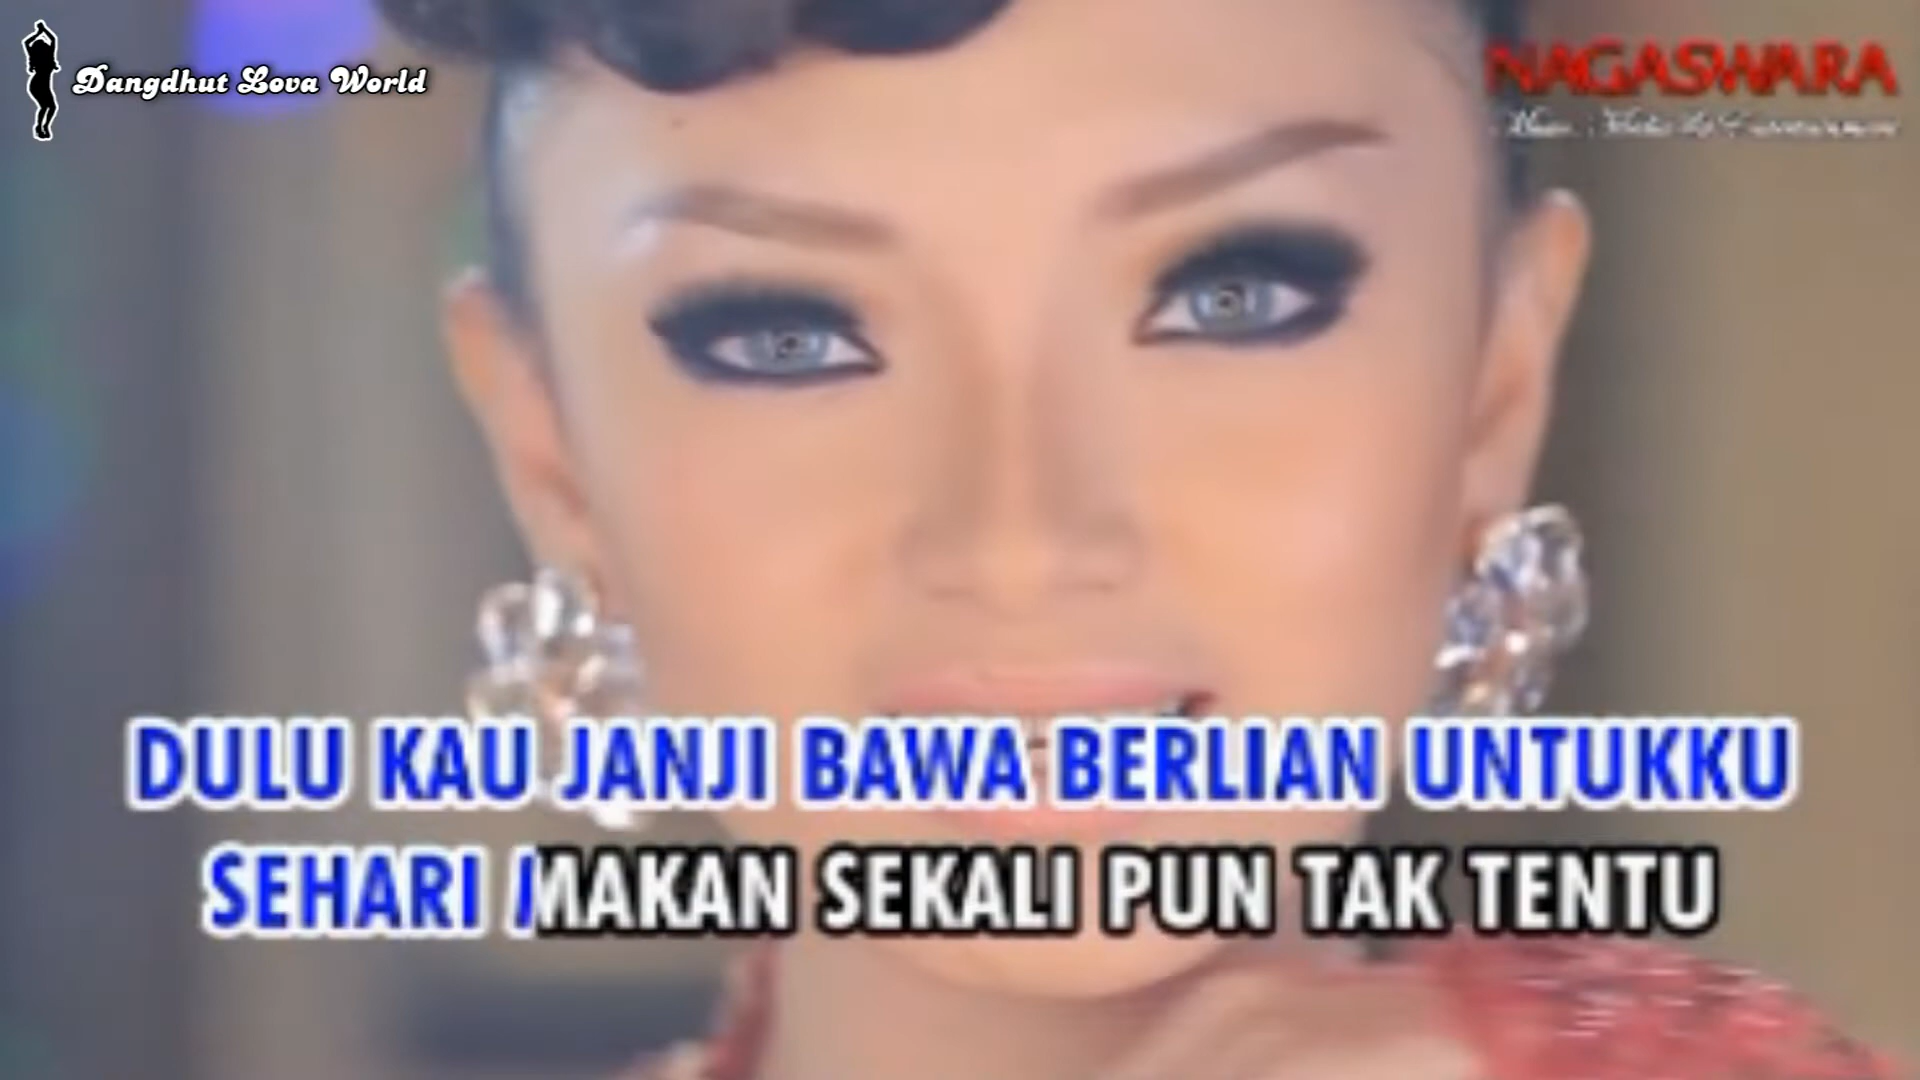 Dangdhut Lova World
NAGASWARA
DULU KAU JANJI BAWA BERLIAN UNTUKKU
SEHARI MAKAN SEKALI PUN TAK TENTU